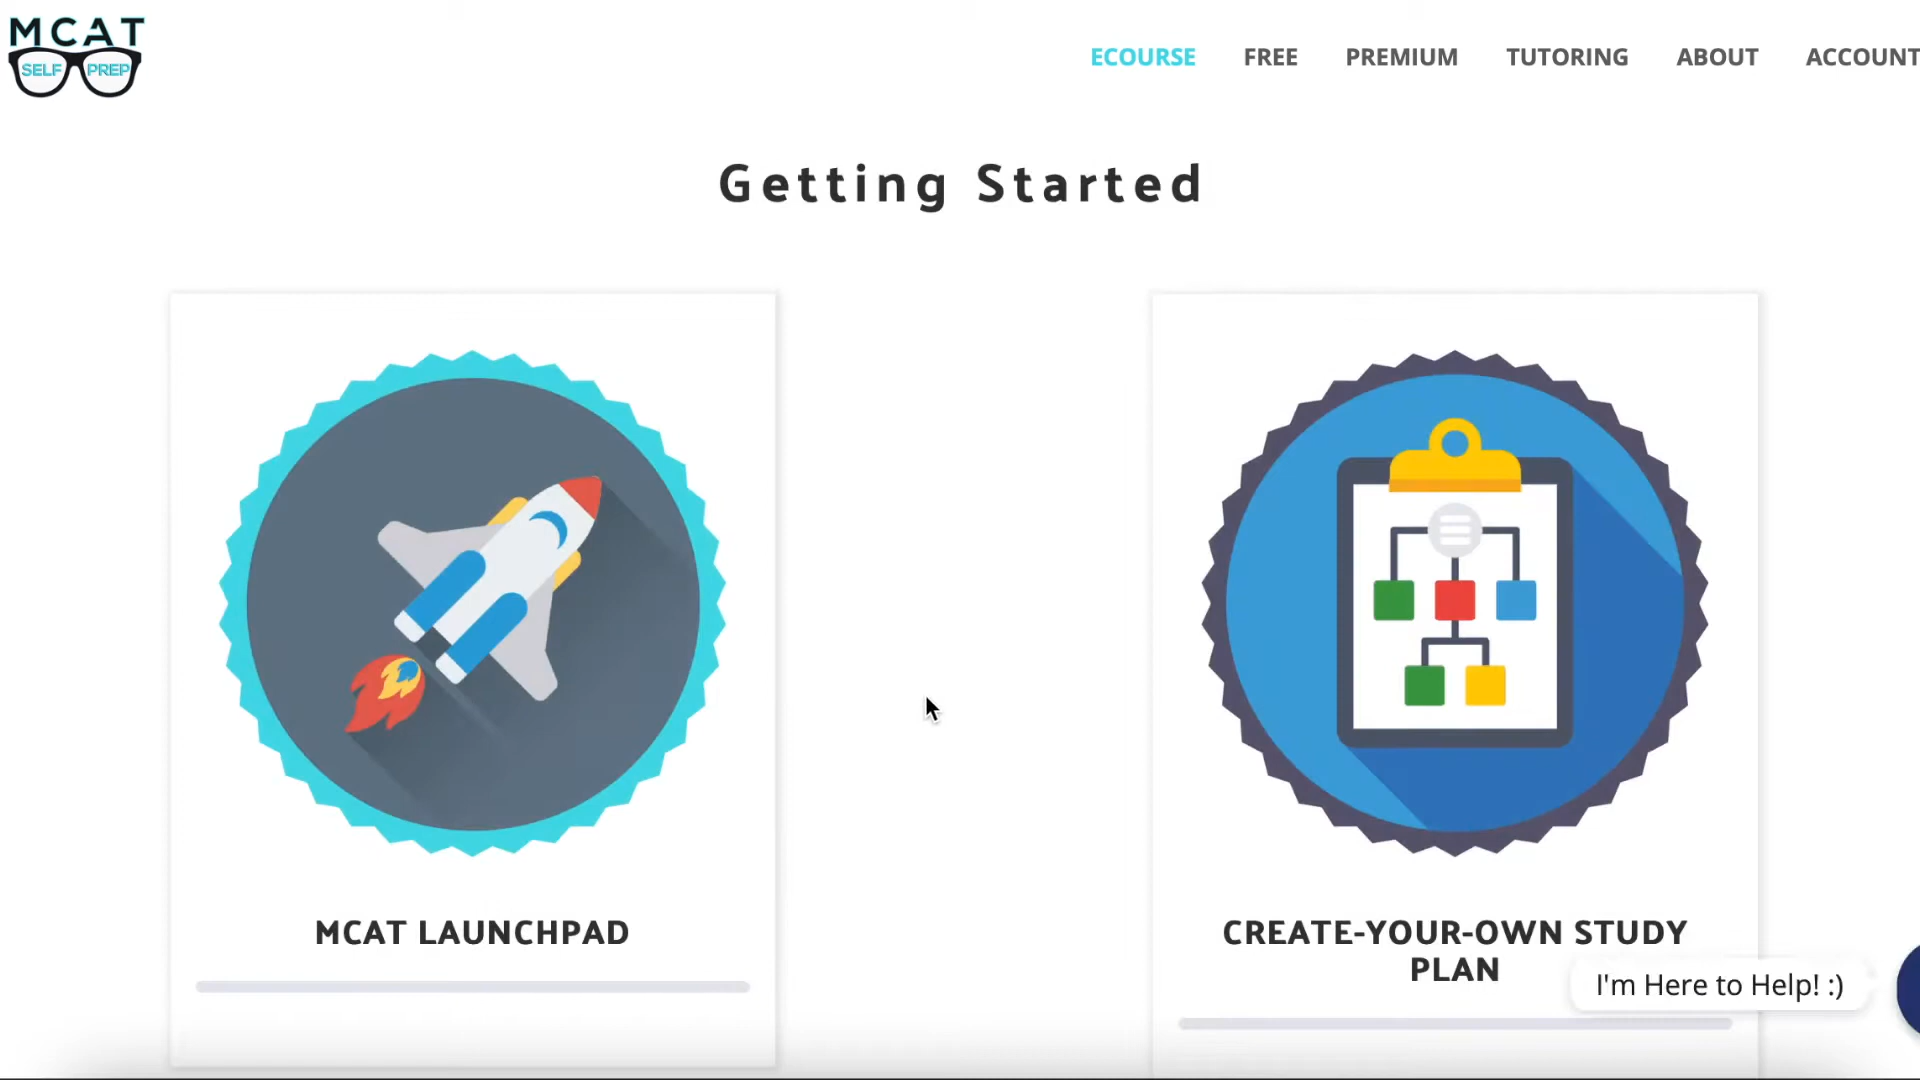 MCAT
SELF PREP
ECOURSE FREE PREMIUM TUTORING ABOUT ACCOUNT
Getting Started
MCAT LAUNCHPAD
CREATE-YOUR-OWN STUDY
PLAN
I'm Here to Help! :)